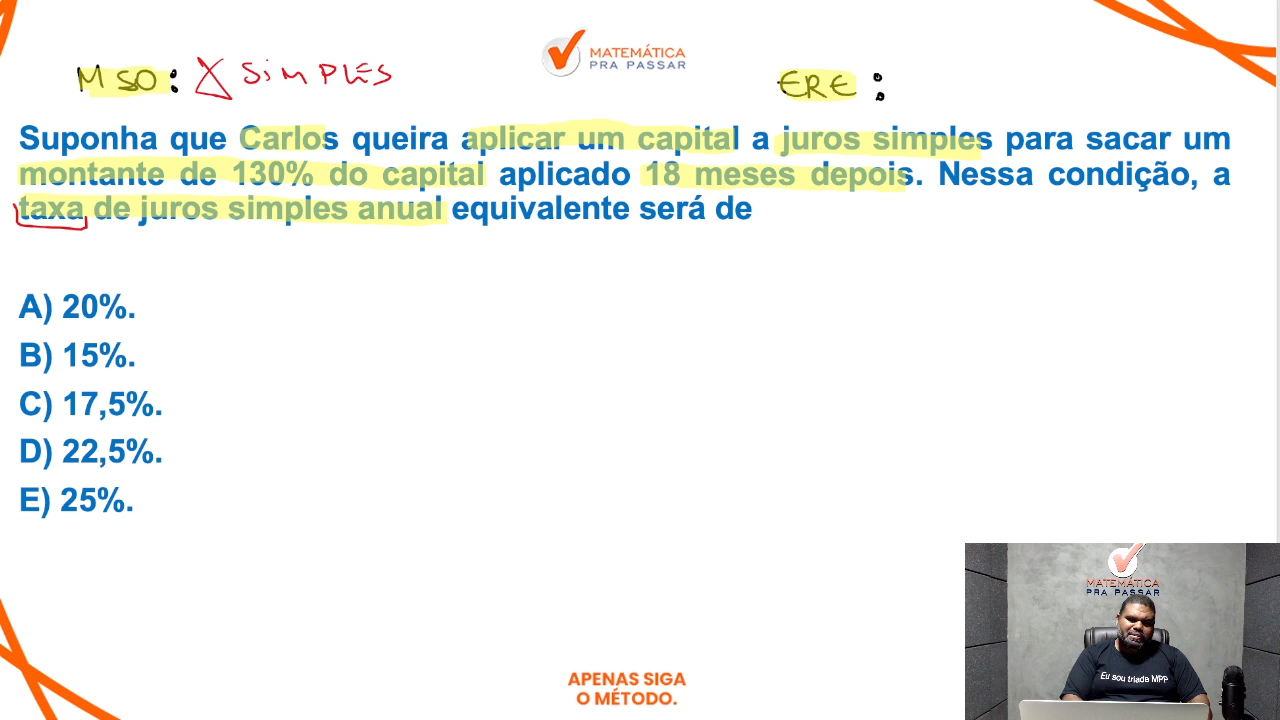 MSO: SIMPLES
ERE:
MATEMÁTICA
PRA PASSAR
Suponha que Carlos queira aplicar um capital a juros simples para sacar um
montante de 130% do capital aplicado 18 meses depois. Nessa condição, a
taxa de juros simples anual equivalente será de
A) 20%.
B) 15%.
C) 17,5%.
D) 22,5%.
E) 25%.
MATEMÁTICA
PRA PASSAR
Eu sou tríade MPP
APENAS SIGA
O MÉTODO.